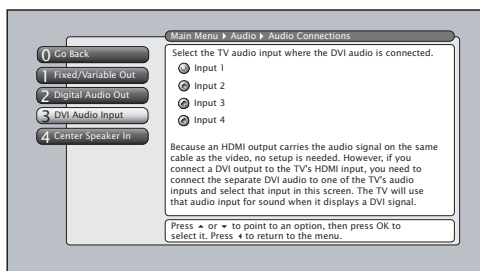 Main Menu ▸ Audio ▸ Audio Connections
0 Go Back
1 Fixed/Variable Out
2 Digital Audio Out
3 DVI Audio Input
4 Center Speaker In
Select the TV audio input where the DVI audio is connected.
Input 1
Input 2
Input 3
Input 4
Because an HDMI output carries the audio signal on the same
cable as the video, no setup is needed. However, if you
connect a DVI output to the TV's HDMI input, you need to
connect the separate DVI audio to one of the TV's audio
inputs and select that input in this screen. The TV will use
that audio input for sound when it displays a DVI signal.
Press ▴ or ▾ to point to an option, then press OK to
select it. Press ◂ to return to the menu.